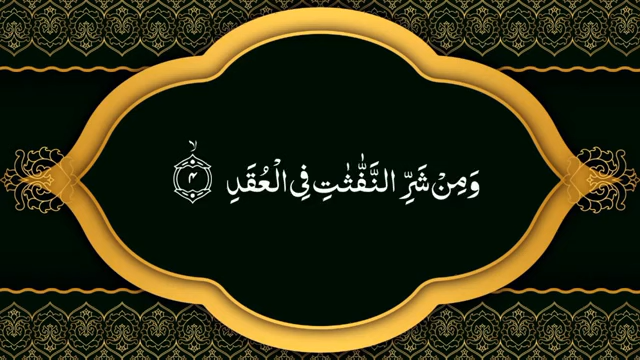 وَمِنْ شَرِّ النَّفّٰثٰتِ فِی الْعُقَدِ ۙ﴿۴﴾